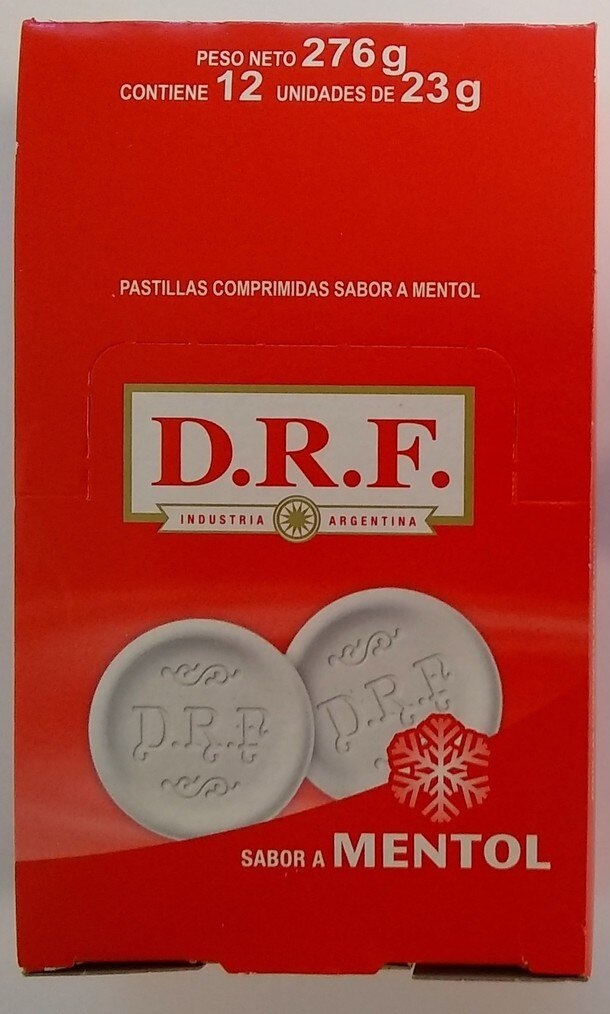 PESO NETO 276 g
CONTIENE 12 UNIDADES DE 23 g
PASTILLAS COMPRIMIDAS SABOR A MENTOL
D.R.F.
INDUSTRIA ARGENTINA
D.R.F
D.R.F
SABOR A MENTOL